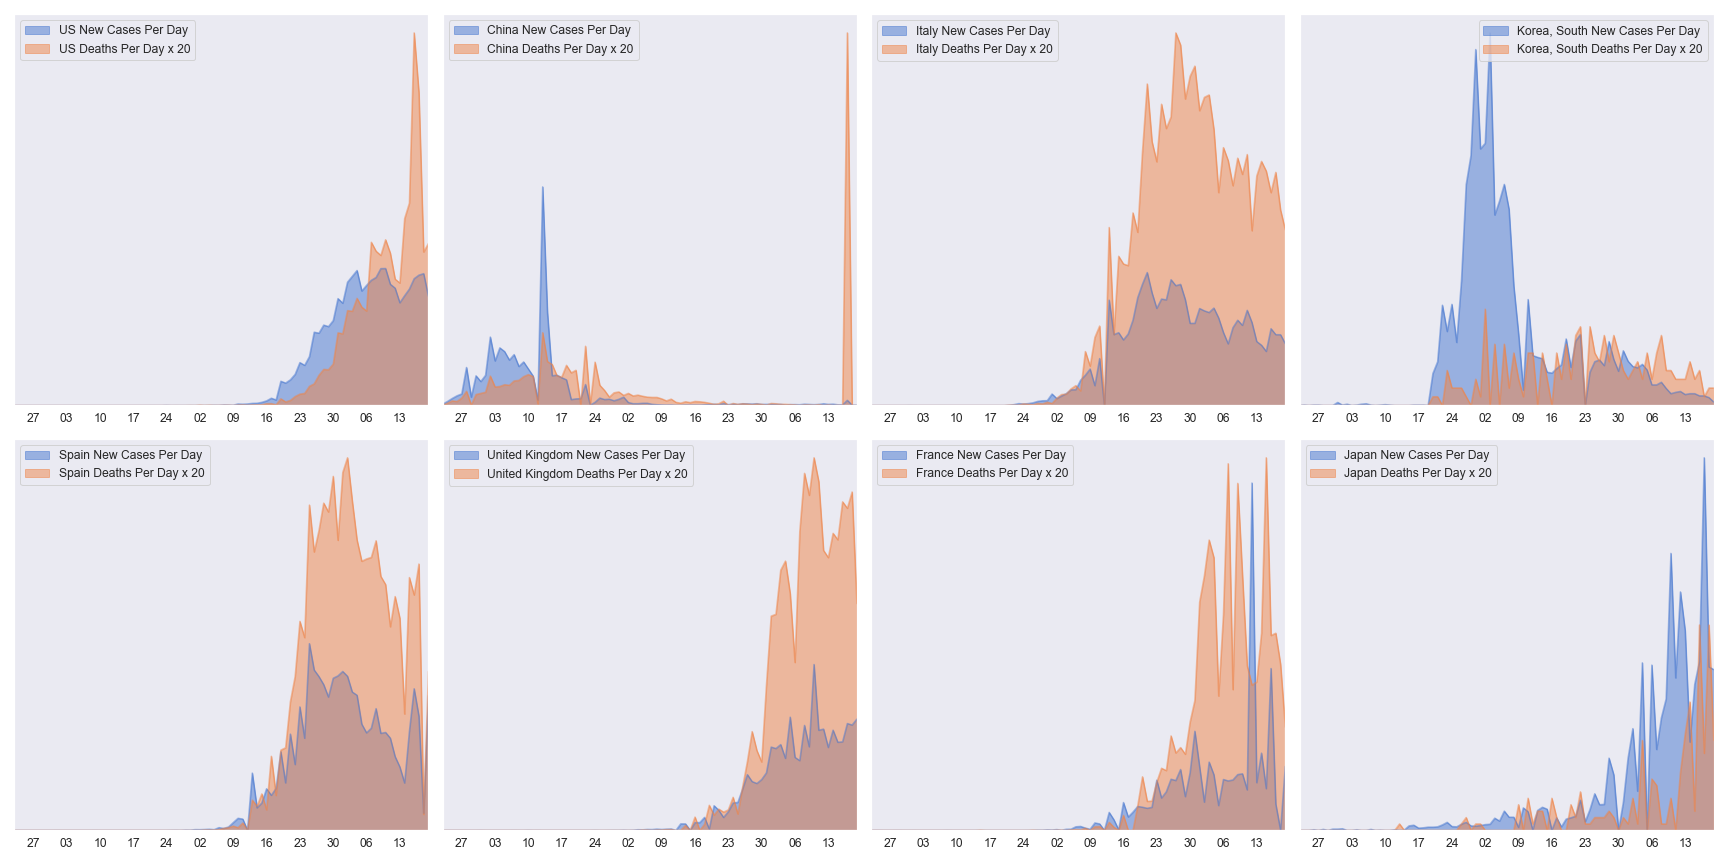 US New Cases Per Day
US Deaths Per Day x 20
China New Cases Per Day
China Deaths Per Day x 20
Italy New Cases Per Day
Italy Deaths Per Day x 20
Korea, South New Cases Per Day
Korea, South Deaths Per Day x 20
27 03 10 17 24 02 09 16 23 30 06 13
27 03 10 17 24 02 09 16 23 30 06 13
27 03 10 17 24 02 09 16 23 30 06 13
27 03 10 17 24 02 09 16 23 30 06 13
Spain New Cases Per Day
Spain Deaths Per Day x 20
United Kingdom New Cases Per Day
United Kingdom Deaths Per Day x 20
France New Cases Per Day
France Deaths Per Day x 20
Japan New Cases Per Day
Japan Deaths Per Day x 20
27 03 10 17 24 02 09 16 23 30 06 13
27 03 10 17 24 02 09 16 23 30 06 13
27 03 10 17 24 02 09 16 23 30 06 13
27 03 10 17 24 02 09 16 23 30 06 13